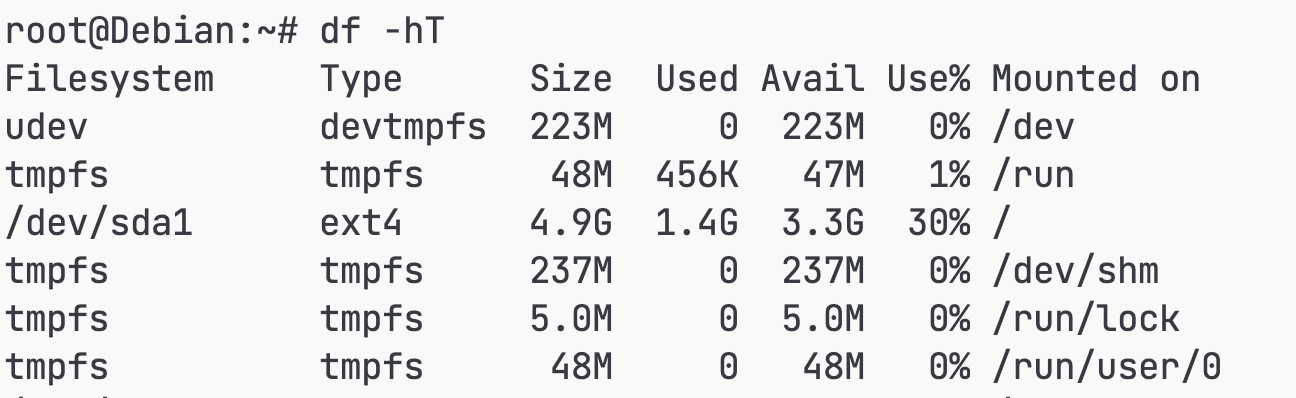 root@Debian:~# df -hT
Filesystem     Type      Size  Used Avail Use% Mounted on
udev           devtmpfs  223M     0  223M   0% /dev
tmpfs          tmpfs      48M  456K   47M   1% /run
/dev/sda1      ext4      4.9G  1.4G  3.3G  30% /
tmpfs          tmpfs     237M     0  237M   0% /dev/shm
tmpfs          tmpfs     5.0M     0  5.0M   0% /run/lock
tmpfs          tmpfs      48M     0   48M   0% /run/user/0